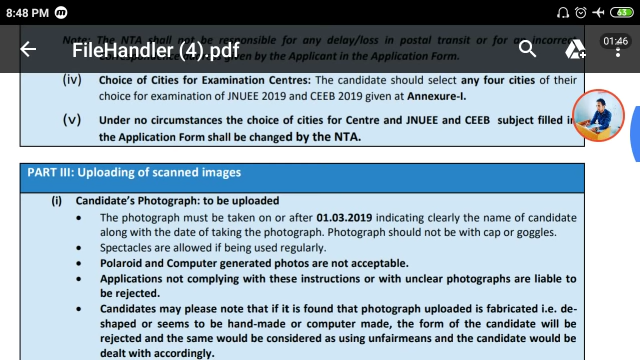 8:48 PM
63
Note: The NTA shall not be responsible for any delay/loss in postal transit or for an incorrect
FileHandler (4).pdf
01:46
correspondence given by the Applicant in the Application Form.
(iv) Choice of Cities for Examination Centres: The candidate should select any four cities of their
choice for examination of JNUEE 2019 and CEEB 2019 given at Annexure-I.
(v) Under no circumstances the choice of cities for Centre and JNUEE and CEEB subject filled in
the Application Form shall be changed by the NTA.
PART III: Uploading of scanned images
(i) Candidate's Photograph: to be uploaded
• The photograph must be taken on or after 01.03.2019 indicating clearly the name of candidate
along with the date of taking the photograph. Photograph should not be with cap or goggles.
• Spectacles are allowed if being used regularly.
• Polaroid and Computer generated photos are not acceptable.
• Applications not complying with these instructions or with unclear photographs are liable to
be rejected.
• Candidates may please note that if it is found that photograph uploaded is fabricated i.e. de-
shaped or seems to be hand-made or computer made, the form of the candidate will be
rejected and the same would be considered as using unfairmeans and the candidate would be
dealt with accordingly.